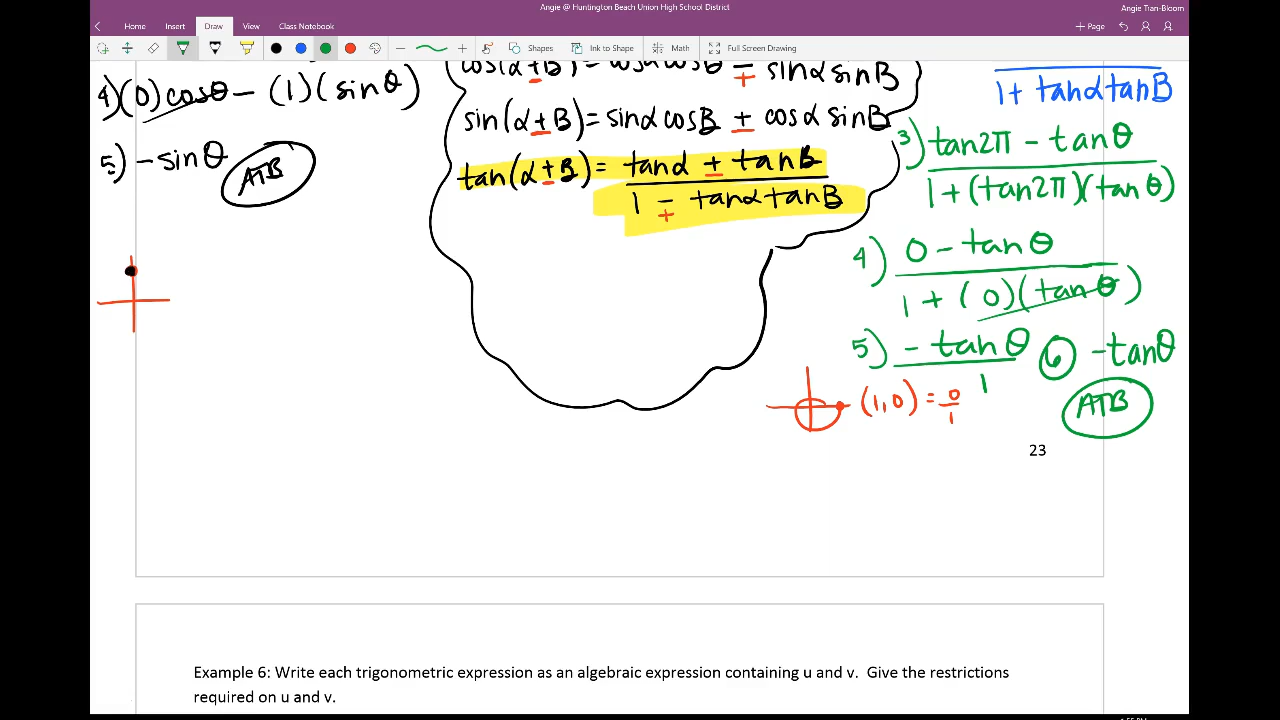 Angie @ Huntington Beach Union High School District
Angie Tran-Bloom
Home Insert Draw View Class Notebook
+ Page
Shapes Ink to Shape Math Full Screen Drawing
4) (0) cosθ - (1)(sinθ)
5) -sinθ ATB
sin(α + B) = sinα cosB + cosα sinB
tan(α + B) = tanα + tanB
1 - tanα tanB
+
1 + tanα tanB
3) tan2π - tanθ
1 + (tan2π)(tanθ)
4) 0 - tanθ
1 + (0)(tanθ)
5) - tanθ
1
6 -tanθ
ATB
(1,0) = 0/1
23
Example 6: Write each trigonometric expression as an algebraic expression containing u and v. Give the restrictions
required on u and v.